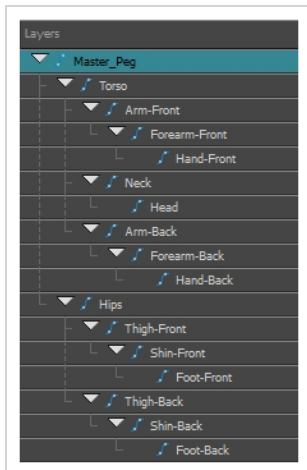 Layers
Master_Peg
Torso
Arm-Front
Forearm-Front
Hand-Front
Neck
Head
Arm-Back
Forearm-Back
Hand-Back
Hips
Thigh-Front
Shin-Front
Foot-Front
Thigh-Back
Shin-Back
Foot-Back